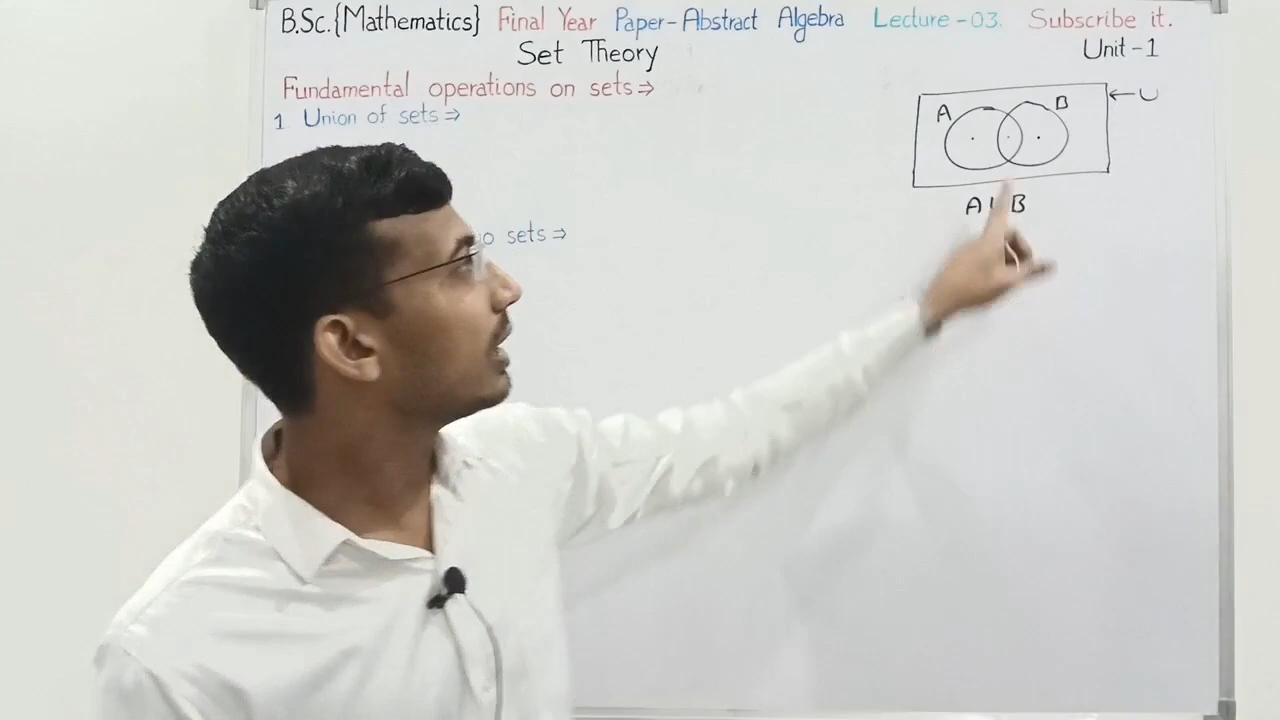 B.Sc.{Mathematics} Final Year Paper-Abstract Algebra Lecture-03. Subscribe it.
Set Theory
Unit-1
Fundamental operations on sets ⇒
1 Union of sets ⇒
A B ← U
A B
sets ⇒